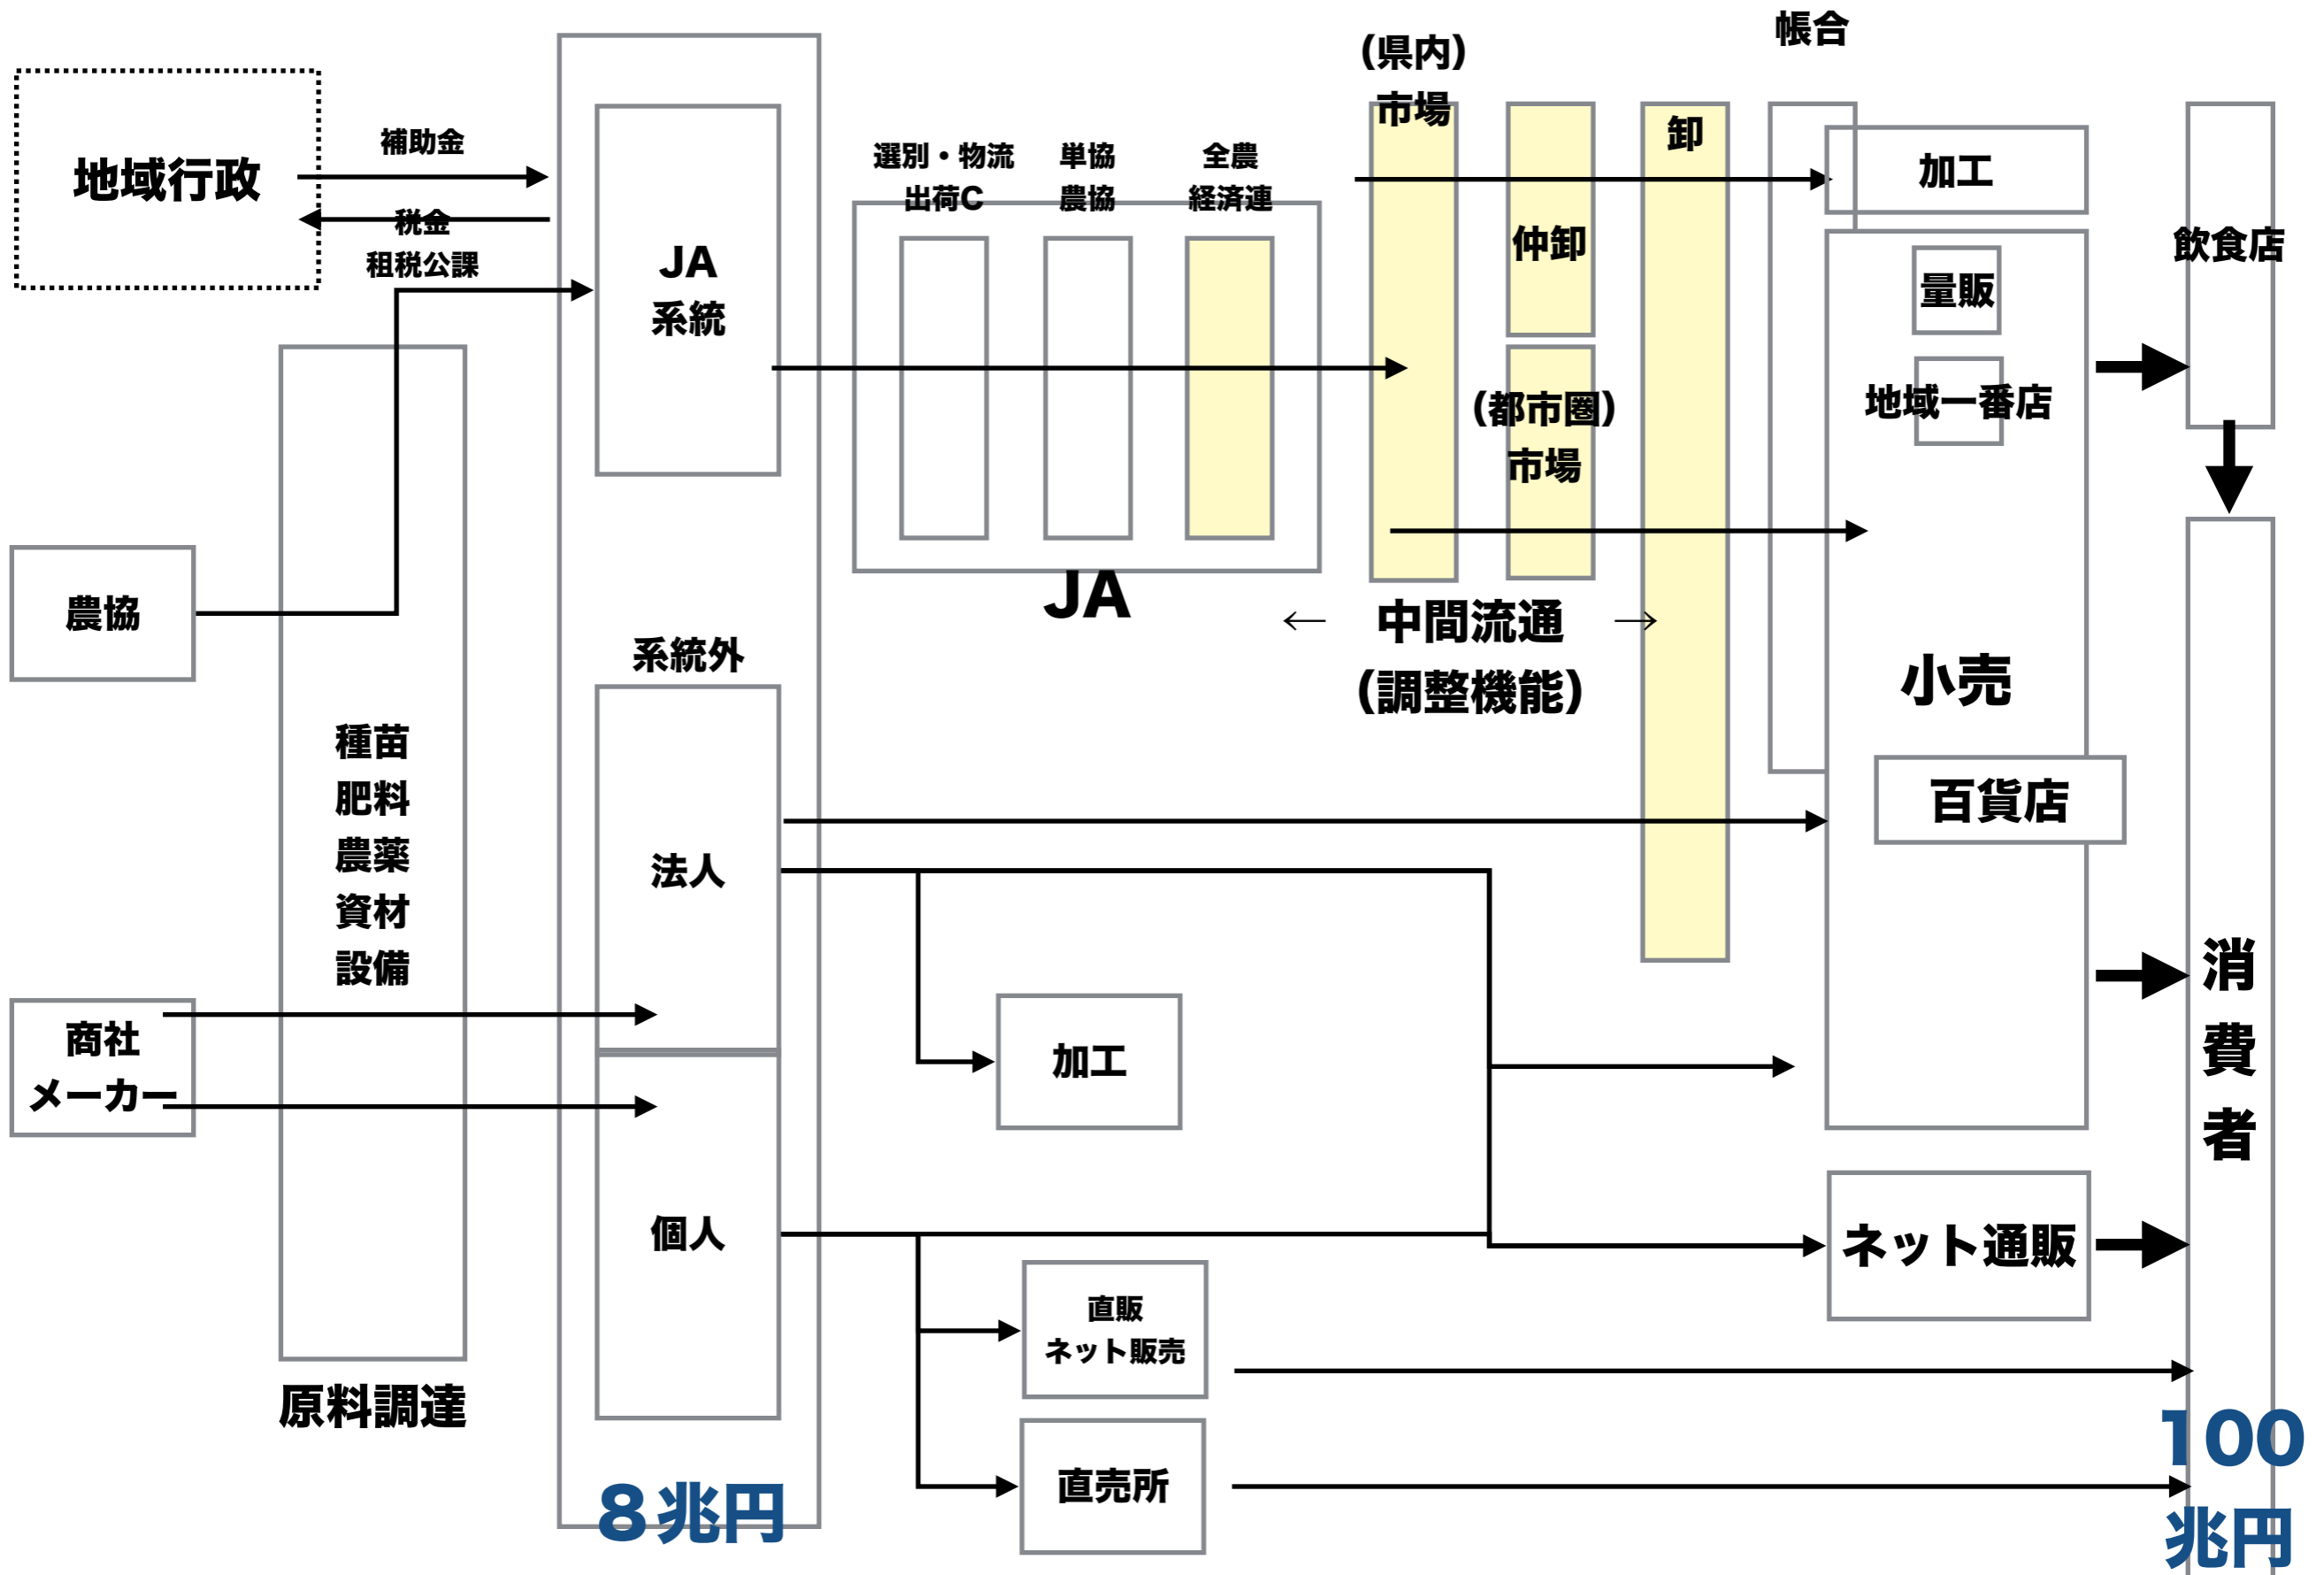 帳合
(県内)
市場
卸
地域行政
補助金
税金
租税公課
選別・物流
出荷C
単協
農協
全農
経済連
加工
JA
系統
仲卸
飲食店
量販
(都市圏)
市場
地域一番店
農協
JA
← 中間流通 →
(調整機能)
系統外
小売
種苗
肥料
農薬
資材
設備
百貨店
法人
消
費
者
商社
メーカー
加工
個人
ネット通販
直販
ネット販売
原料調達
直売所
８兆円
100
兆円